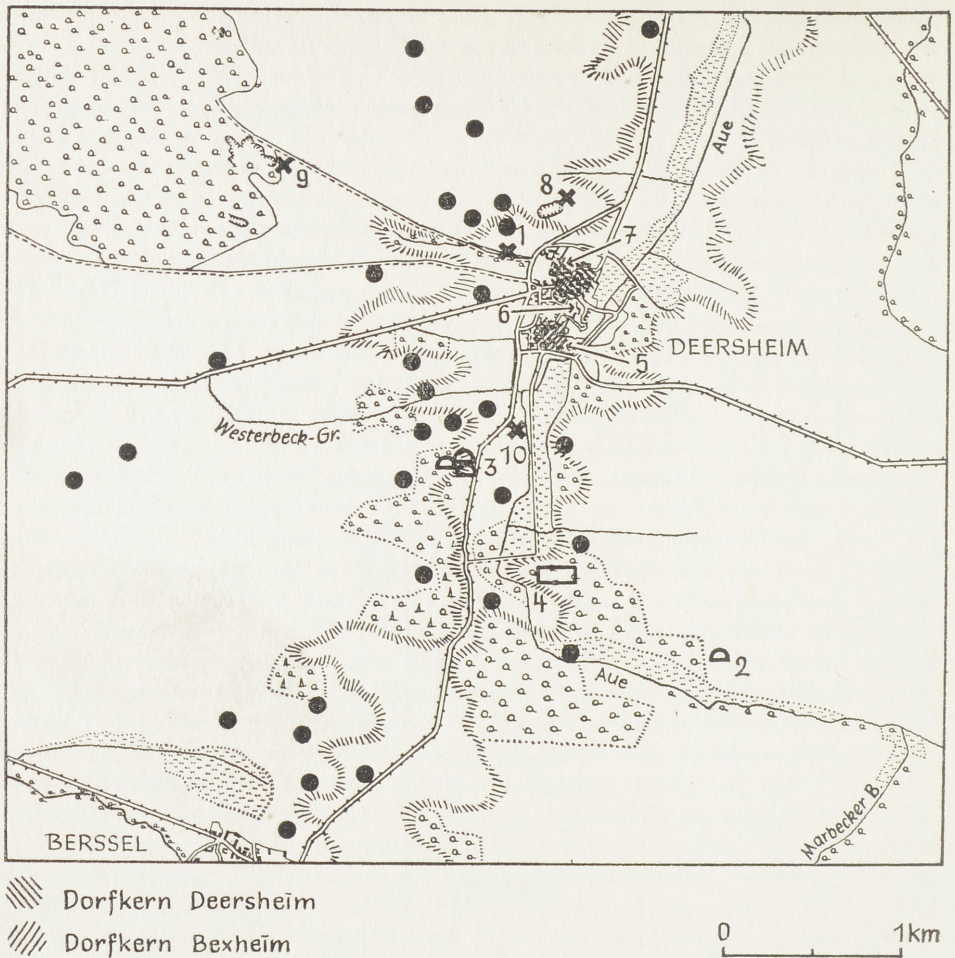 Aue
9
8
1
7
6
DEERSHEIM
5
Westerbeck-Gr.
3
10
4
2
Aue
Marbecker B.
BERSSEL
Dorfkern Deersheim
Dorfkern Bexheim
0 1km